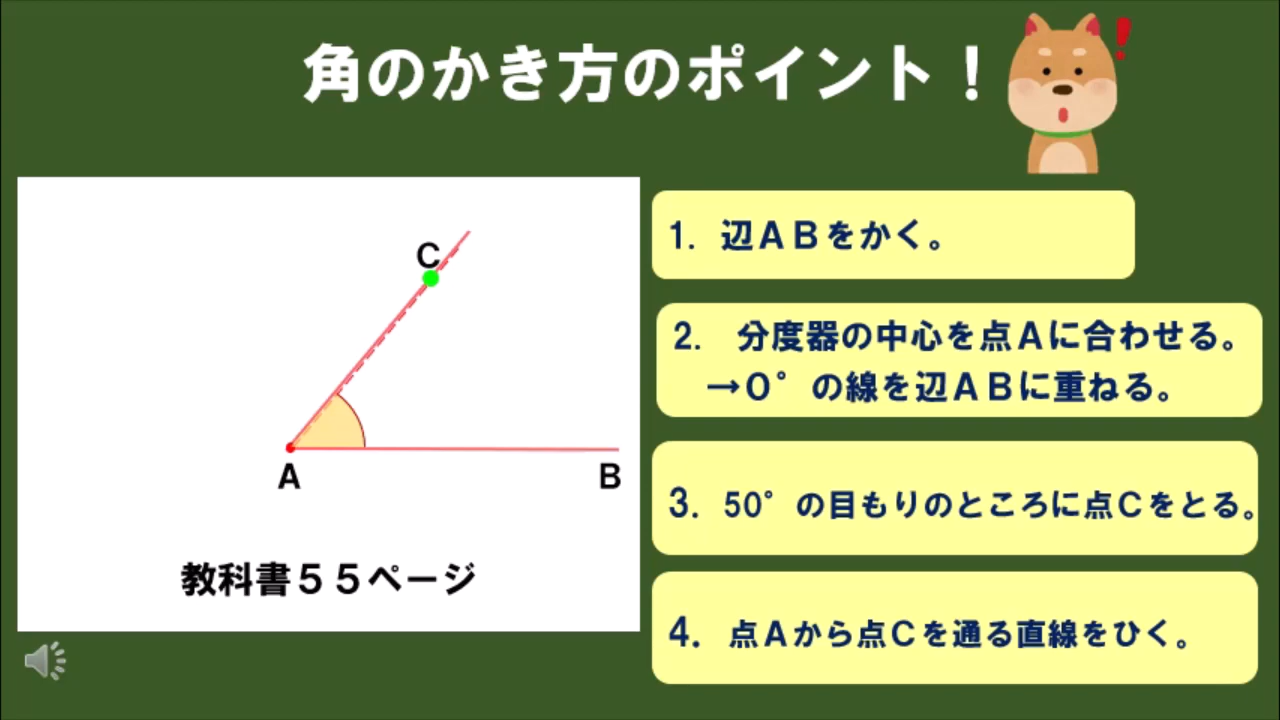 角のかき方のポイント！
C
A
B
教科書５５ページ
1. 辺ＡＢをかく。
2. 分度器の中心を点Ａに合わせる。
→０°の線を辺ＡＢに重ねる。
3. 50°の目もりのところに点Ｃをとる。
4. 点Ａから点Ｃを通る直線をひく。